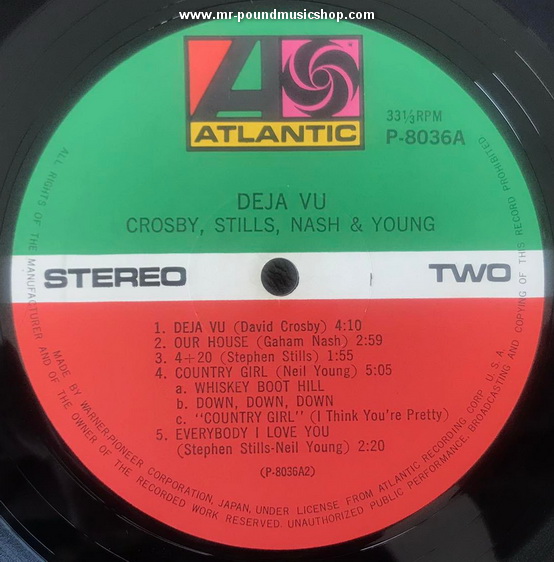 www.mr-poundmusicshop.com
ATLANTIC
33⅓RPM
P-8036A
DEJA VU
CROSBY, STILLS, NASH & YOUNG
STEREO
TWO
1. DEJA VU (David Crosby) 4:10
2. OUR HOUSE (Gaham Nash) 2:59
3. 4+20 (Stephen Stills) 1:55
4. COUNTRY GIRL (Neil Young) 5:05
a. WHISKEY BOOT HILL
b. DOWN, DOWN, DOWN
c. "COUNTRY GIRL" (I Think You're Pretty)
5. EVERYBODY I LOVE YOU
(Stephen Stills-Neil Young) 2:20
(P-8036A2)
MADE BY WARNER-PIONEER CORPORATION, JAPAN, UNDER LICENSE FROM ATLANTIC RECORDING CORP. U.S.A.
ALL RIGHTS OF THE MANUFACTURER AND OF THE OWNER OF THE RECORDED WORK RESERVED. UNAUTHORIZED PUBLIC PERFORMANCE, BROADCASTING AND COPYING OF THIS RECORD PROHIBITED